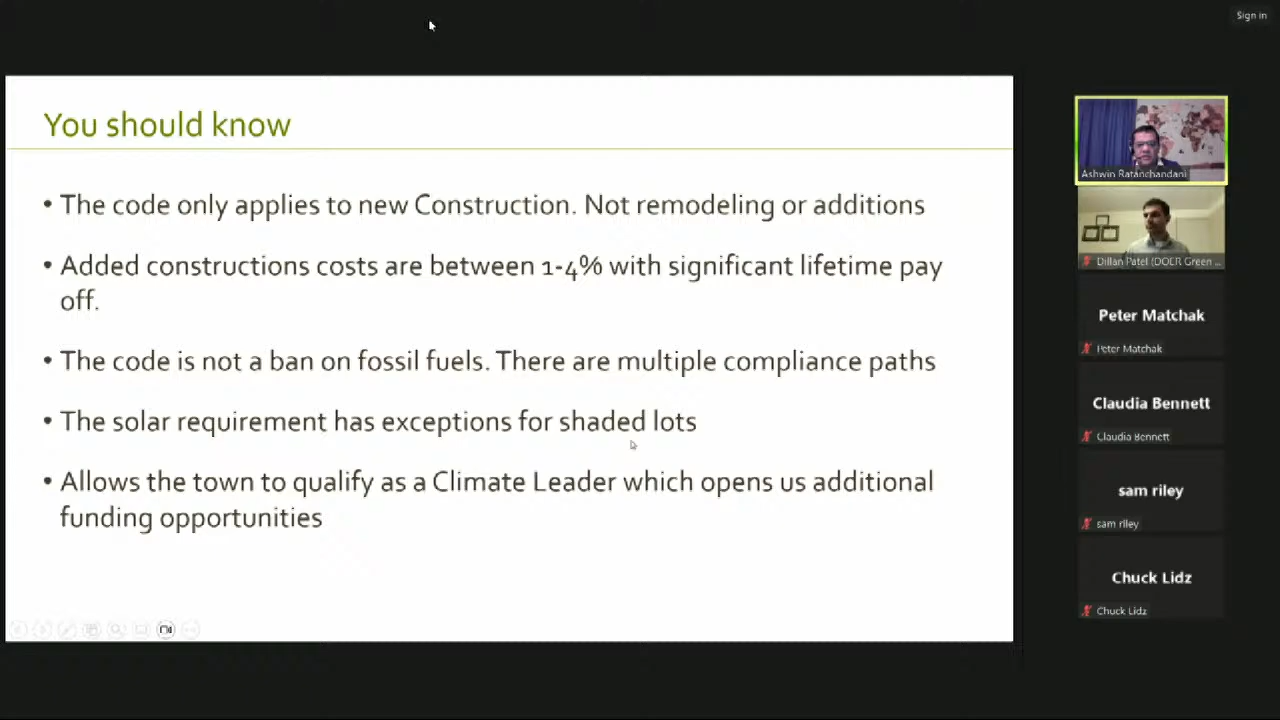 Sign in
You should know
• The code only applies to new Construction. Not remodeling or additions
• Added constructions costs are between 1-4% with significant lifetime pay
off.
• The code is not a ban on fossil fuels. There are multiple compliance paths
• The solar requirement has exceptions for shaded lots
• Allows the town to qualify as a Climate Leader which opens us additional
funding opportunities
Ashwin Ratanchandani
Dillan Patel (DOER Green ...
Peter Matchak
Peter Matchak
Claudia Bennett
Claudia Bennett
sam riley
sam riley
Chuck Lidz
Chuck Lidz